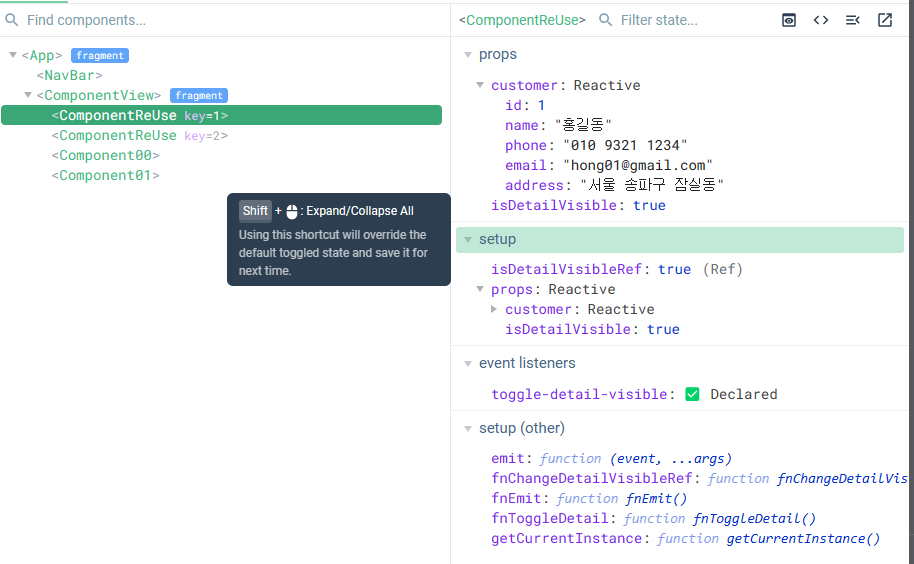 Find components...
<App> fragment
<NavBar>
<ComponentView> fragment
<ComponentReUse key=1>
<ComponentReUse key=2>
<Component00>
<Component01>
Shift + : Expand/Collapse All
Using this shortcut will override the
default toggled state and save it for
next time.
<ComponentReUse> Filter state...
props
customer: Reactive
id: 1
name: "홍길동"
phone: "010 9321 1234"
email: "hong01@gmail.com"
address: "서울 송파구 잠실동"
isDetailVisible: true
setup
isDetailVisibleRef: true (Ref)
props: Reactive
customer: Reactive
isDetailVisible: true
event listeners
toggle-detail-visible: Declared
setup (other)
emit: function (event, ...args)
fnChangeDetailVisibleRef: function fnChangeDetailVis
fnEmit: function fnEmit()
fnToggleDetail: function fnToggleDetail()
getCurrentInstance: function getCurrentInstance()